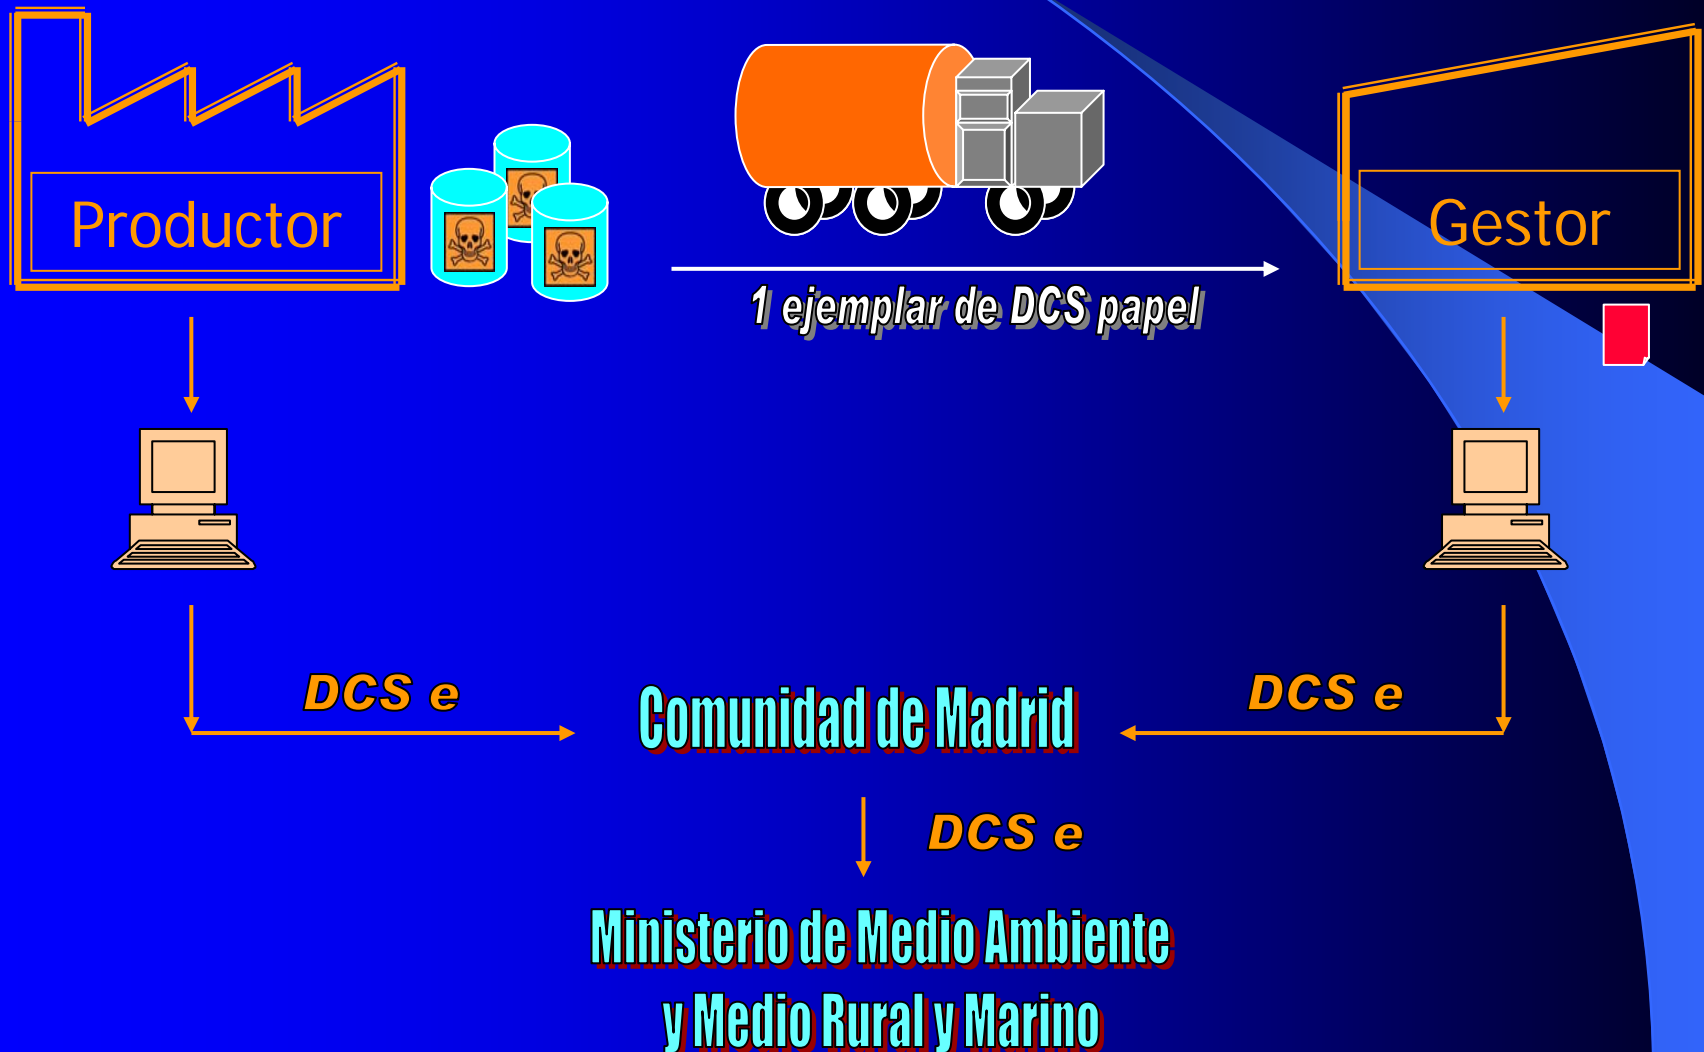 Productor
Gestor
1 ejemplar de DCS papel
DCS e
Comunidad de Madrid
DCS e
DCS e
Ministerio de Medio Ambiente
y Medio Rural y Marino